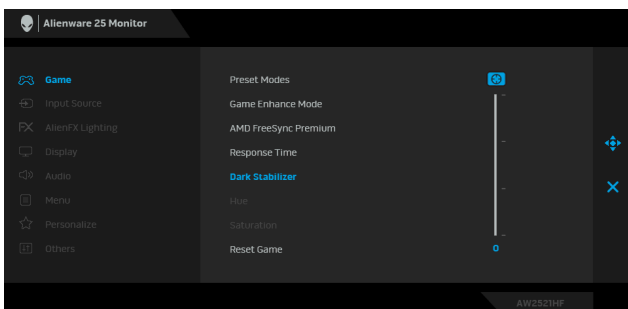 Alienware 25 Monitor
Game
Preset Modes
Input Source
Game Enhance Mode
AlienFX Lighting
AMD FreeSync Premium
Display
Response Time
Audio
Dark Stabilizer
Menu
Hue
Personalize
Saturation
Others
Reset Game
0
AW2521HF